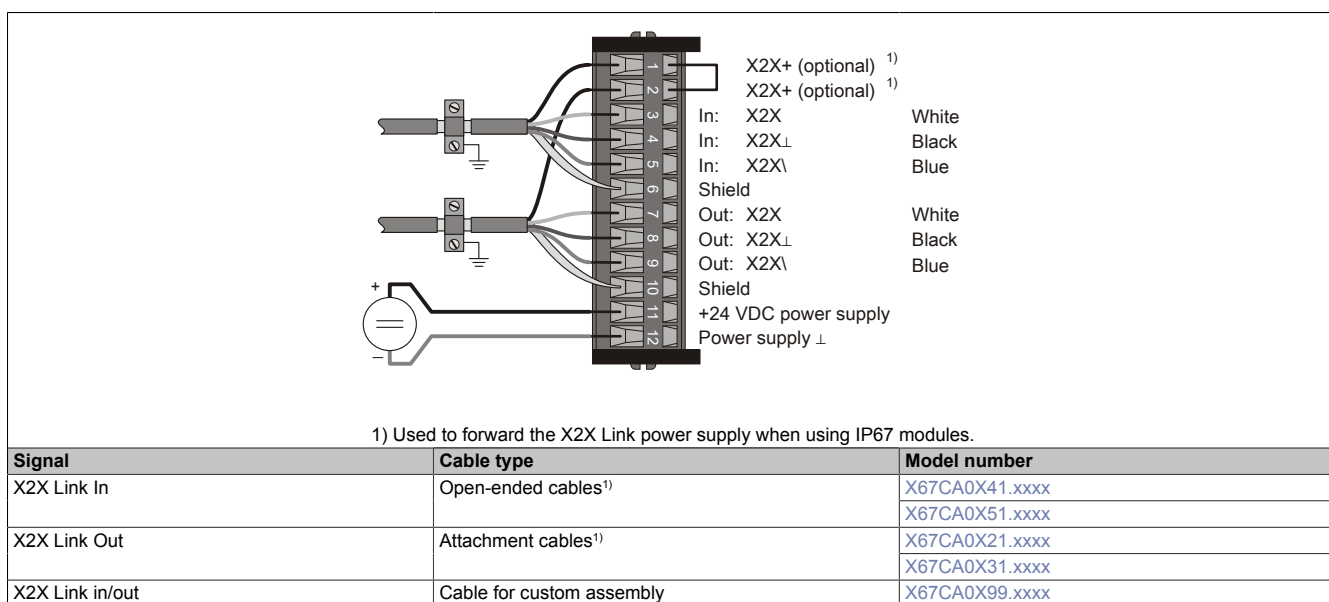 1 X2X+ (optional) 1)
2 X2X+ (optional) 1)
3 In: X2X White
4 In: X2X⊥ Black
5 In: X2X\ Blue
6 Shield
7 Out: X2X White
8 Out: X2X⊥ Black
9 Out: X2X\ Blue
10 Shield
+
11 +24 VDC power supply
12 Power supply ⊥
–
1) Used to forward the X2X Link power supply when using IP67 modules.
Signal Cable type Model number
X2X Link In Open-ended cables1) X67CA0X41.xxxx
X67CA0X51.xxxx
X2X Link Out Attachment cables1) X67CA0X21.xxxx
X67CA0X31.xxxx
X2X Link in/out Cable for custom assembly X67CA0X99.xxxx